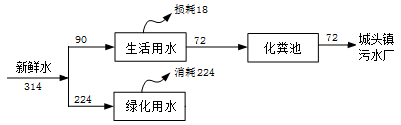 损耗18
90
生活用水
72
化粪池
72
城头镇
污水厂
新鲜水
314
消耗224
224
绿化用水